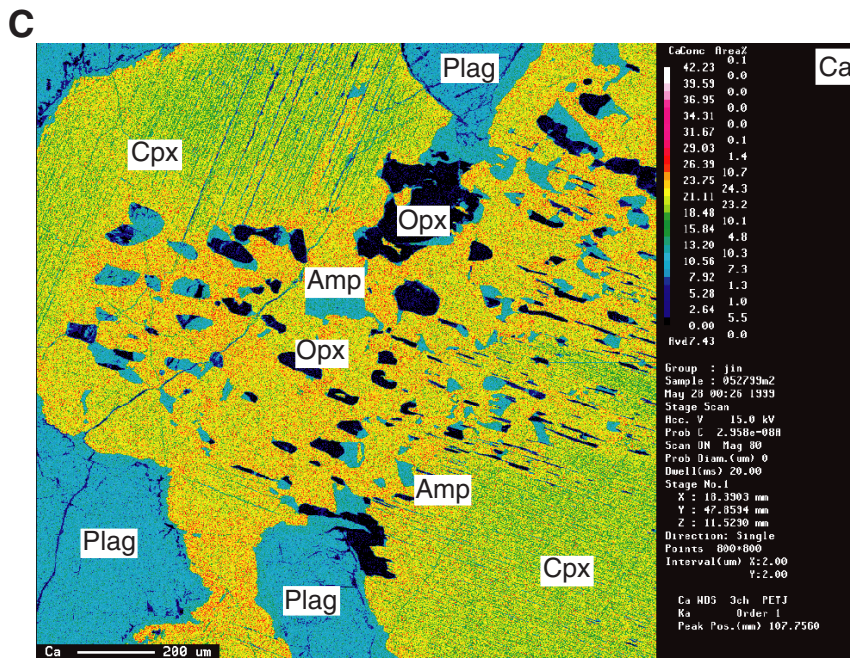 C
Ca
Plag
Cpx
Opx
Amp
Opx
Amp
Plag
Plag
Cpx
Ca 200 um
CaConc Area%
0.1
42.23
0.0
39.59
0.0
36.95
0.0
34.31
0.0
31.67
0.1
29.03
1.4
26.39
10.7
23.75
24.3
21.11
23.2
18.48
10.1
15.84
4.8
13.20
10.3
10.56
7.3
7.92
1.3
5.28
1.0
2.64
5.5
0.00
0.0
Group : jin
Sample : 052799m2
May 28 00:26 1999
Stage Scan
Acc. V 15.0 kV
Prob C 2.958e-08A
Scan ON Mag 80
Prob Diam.(um) 0
Dwell(ms) 20.00
Stage No.1
X : 18.3903 mm
Y : 47.8594 mm
Z : 11.5290 mm
Direction: Single
Points 800*800
Interval(um) X:2.00
Y:2.00
Ca WDS 3ch PETJ
Ka Order 1
Peak Pos.(mm) 107.7560